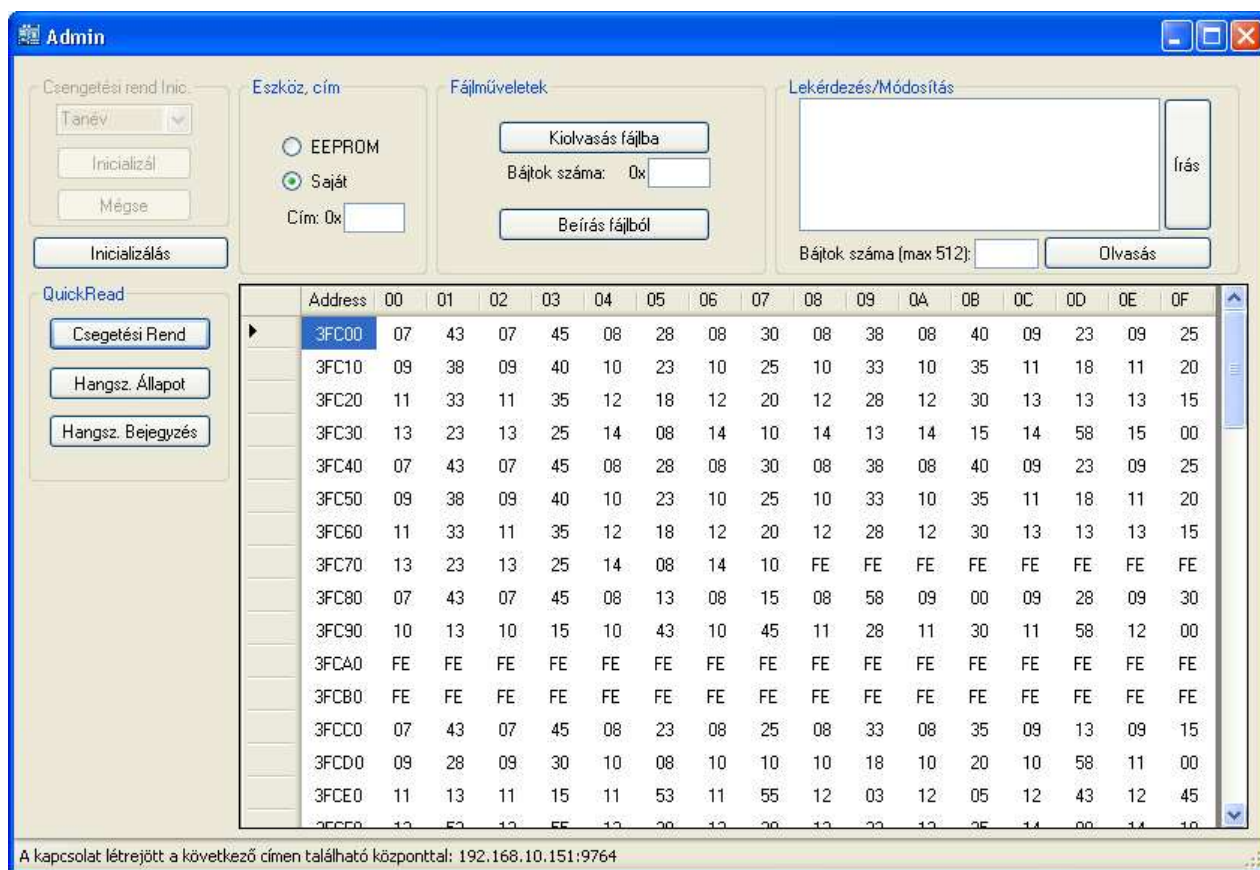 Admin
Csengetési rend Inic.
Tanév
Inicializál
Mégse
Inicializálás
Eszköz, cím
EEPROM
Saját
Cím: 0x
Fájlműveletek
Kiolvasás fájlba
Bájtok száma: 0x
Beírás fájlból
Lekérdezés/Módosítás
Írás
Bájtok száma (max 512):
Olvasás
QuickRead
Csegetési Rend
Hangsz. Állapot
Hangsz. Bejegyzés
Address 00 01 02 03 04 05 06 07 08 09 0A 0B 0C 0D 0E 0F
3FC00 07 43 07 45 08 28 08 30 08 38 08 40 09 23 09 25
3FC10 09 38 09 40 10 23 10 25 10 33 10 35 11 18 11 20
3FC20 11 33 11 35 12 18 12 20 12 28 12 30 13 13 13 15
3FC30 13 23 13 25 14 08 14 10 14 13 14 15 14 58 15 00
3FC40 07 43 07 45 08 28 08 30 08 38 08 40 09 23 09 25
3FC50 09 38 09 40 10 23 10 25 10 33 10 35 11 18 11 20
3FC60 11 33 11 35 12 18 12 20 12 28 12 30 13 13 13 15
3FC70 13 23 13 25 14 08 14 10 FE FE FE FE FE FE FE FE
3FC80 07 43 07 45 08 13 08 15 08 58 09 00 09 28 09 30
3FC90 10 13 10 15 10 43 10 45 11 28 11 30 11 58 12 00
3FCA0 FE FE FE FE FE FE FE FE FE FE FE FE FE FE FE FE
3FCB0 FE FE FE FE FE FE FE FE FE FE FE FE FE FE FE FE
3FCC0 07 43 07 45 08 23 08 25 08 33 08 35 09 13 09 15
3FCD0 09 28 09 30 10 08 10 10 10 18 10 20 10 58 11 00
3FCE0 11 13 11 15 11 53 11 55 12 03 12 05 12 43 12 45
A kapcsolat létrejött a következő címen található központtal: 192.168.10.151:9764